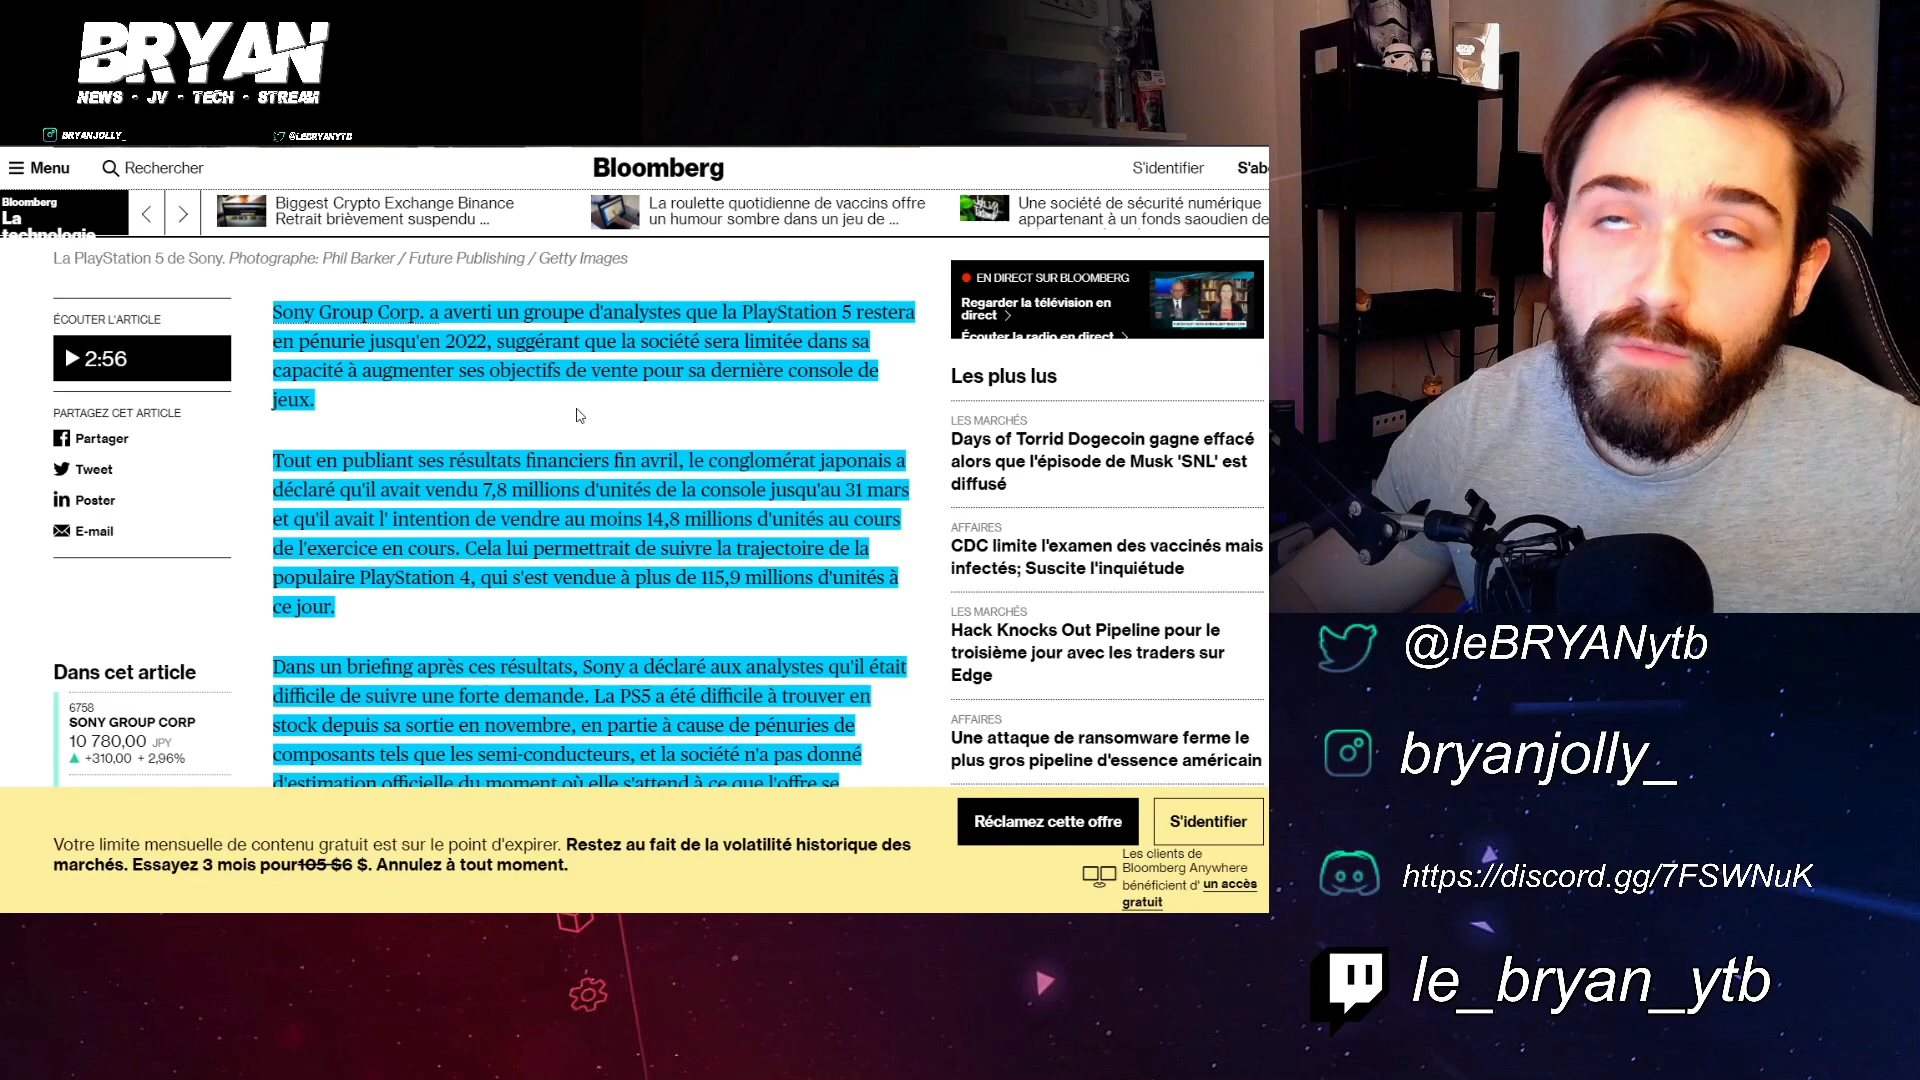 BRYAN
NEWS - JV - TECH - STREAM
BRYANJOLLY_
@LEBRYANYTB
Menu
Rechercher
Bloomberg
S'identifier
S'ab
Bloomberg
La
technologie
Biggest Crypto Exchange Binance
Retrait brièvement suspendu ...
La roulette quotidienne de vaccins offre
un humour sombre dans un jeu de ...
Une société de sécurité numérique
appartenant à un fonds saoudien de
La PlayStation 5 de Sony. Photographe: Phil Barker / Future Publishing / Getty Images
ÉCOUTER L'ARTICLE
2:56
PARTAGEZ CET ARTICLE
Partager
Tweet
Poster
E-mail
Dans cet article
6758
SONY GROUP CORP
10 780,00 JPY
+310,00 + 2,96%
Sony Group Corp. a averti un groupe d'analystes que la PlayStation 5 restera
en pénurie jusqu'en 2022, suggérant que la société sera limitée dans sa
capacité à augmenter ses objectifs de vente pour sa dernière console de
jeux.
Tout en publiant ses résultats financiers fin avril, le conglomérat japonais a
déclaré qu'il avait vendu 7,8 millions d'unités de la console jusqu'au 31 mars
et qu'il avait l' intention de vendre au moins 14,8 millions d'unités au cours
de l'exercice en cours. Cela lui permettrait de suivre la trajectoire de la
populaire PlayStation 4, qui s'est vendue à plus de 115,9 millions d'unités à
ce jour.
Dans un briefing après ces résultats, Sony a déclaré aux analystes qu'il était
difficile de suivre une forte demande. La PS5 a été difficile à trouver en
stock depuis sa sortie en novembre, en partie à cause de pénuries de
composants tels que les semi-conducteurs, et la société n'a pas donné
d'estimation officielle du moment où elle s'attend à ce que l'offre se
EN DIRECT SUR BLOOMBERG
Regarder la télévision en
direct
Écouter la radio en direct
Les plus lus
LES MARCHÉS
Days of Torrid Dogecoin gagne effacé
alors que l'épisode de Musk 'SNL' est
diffusé
AFFAIRES
CDC limite l'examen des vaccinés mais
infectés; Suscite l'inquiétude
LES MARCHÉS
Hack Knocks Out Pipeline pour le
troisième jour avec les traders sur
Edge
AFFAIRES
Une attaque de ransomware ferme le
plus gros pipeline d'essence américain
Votre limite mensuelle de contenu gratuit est sur le point d'expirer. Restez au fait de la volatilité historique des
marchés. Essayez 3 mois pour105 $6 $. Annulez à tout moment.
Réclamez cette offre
S'identifier
Les clients de
Bloomberg Anywhere
bénéficient d' un accès
gratuit
@leBRYANytb
bryanjolly_
https://discord.gg/7FSWNuK
le_bryan_ytb